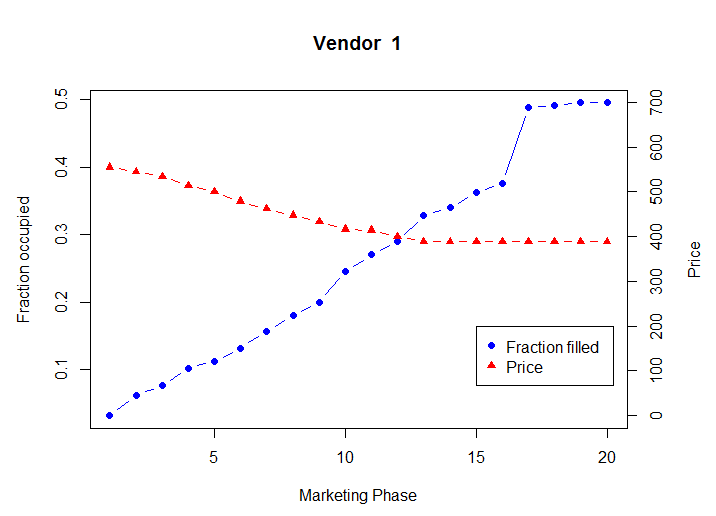 Vendor 1
Fraction occupied
0.5
0.4
0.3
0.2
0.1
700
600
500
400
300
200
100
0
Price
Fraction filled
Price
5
10
15
20
Marketing Phase